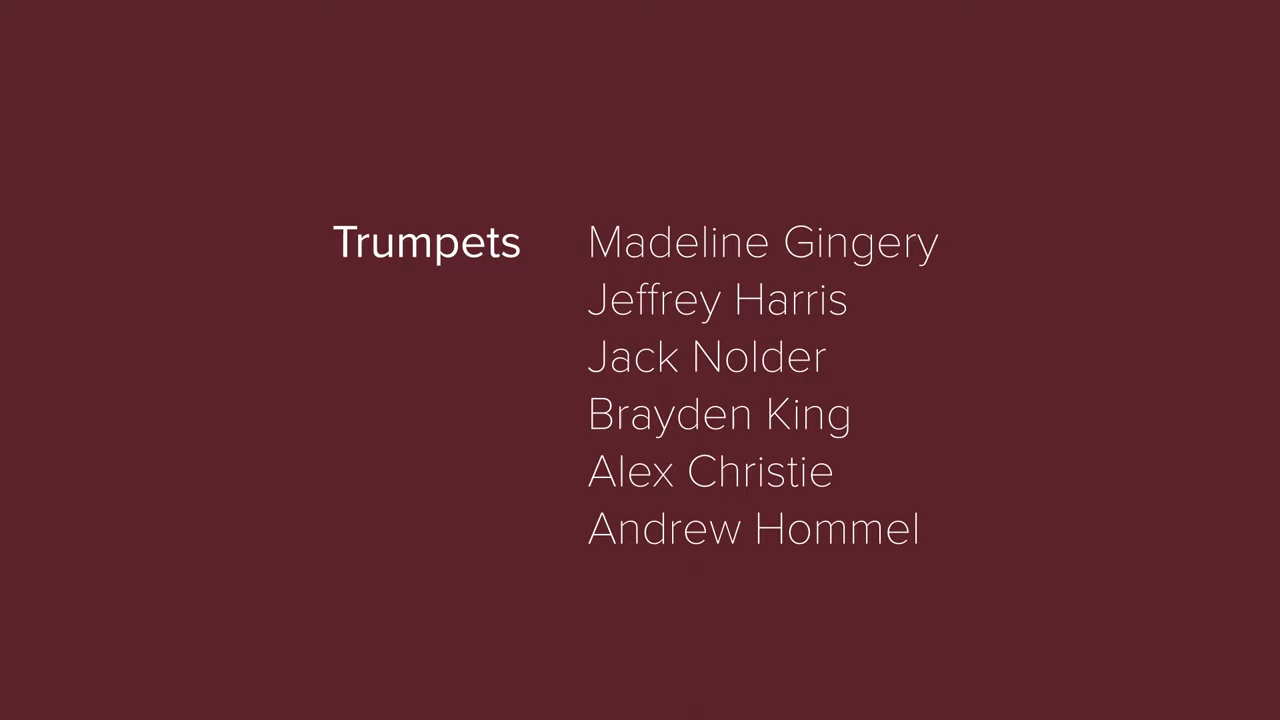 Trumpets Madeline Gingery
Jeffrey Harris
Jack Nolder
Brayden King
Alex Christie
Andrew Hommel